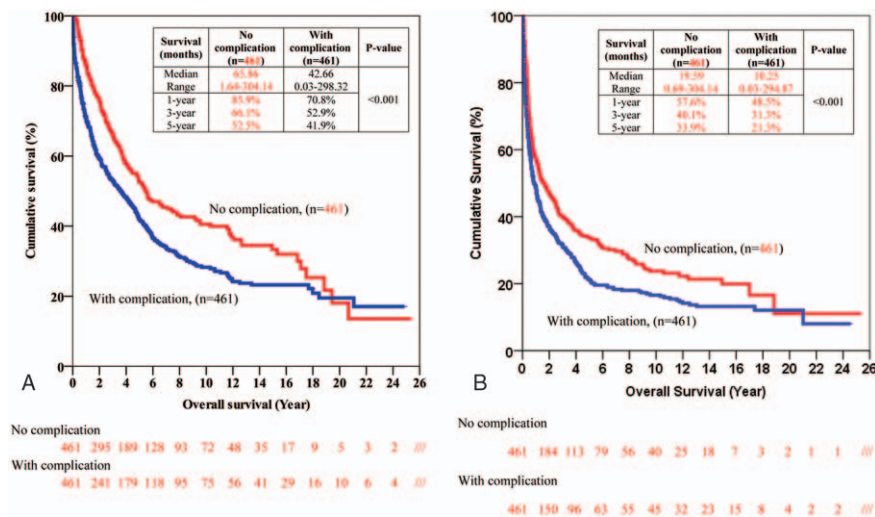 Survival (months) No complication (n=461) With complication (n=461) P-value
Median 65.86 42.66
Range 1.64-304.14 0.03-298.32
1-year 85.9% 70.8% <0.001
3-year 66.1% 52.9%
5-year 52.5% 41.9%
100
80
60
40
20
0
Cumulative survival (%)
No complication, (n=461)
With complication, (n=461)
0 2 4 6 8 10 12 14 16 18 20 22 24 26
A
Overall survival (Year)
No complication
461 295 189 128 93 72 48 35 17 9 5 3 2 ///
With complication
461 241 179 118 95 75 56 41 29 16 10 6 4 ///
Survival (months) No complication (n=461) With complication (n=461) P-value
Median 19.59 10.25
Range 0.69-304.14 0.03-294.87
1-year 57.6% 48.5% <0.001
3-year 40.1% 31.3%
5-year 33.9% 21.3%
100
80
60
40
20
0
Cumulative Survival (%)
No complication, (n=461)
With complication, (n=461)
0 2 4 6 8 10 12 14 16 18 20 22 24 26
B
Overall Survival (Year)
No complication
461 184 113 79 56 40 25 18 7 3 2 1 1 ///
With complication
461 150 96 63 55 45 32 23 15 8 4 2 2 ///